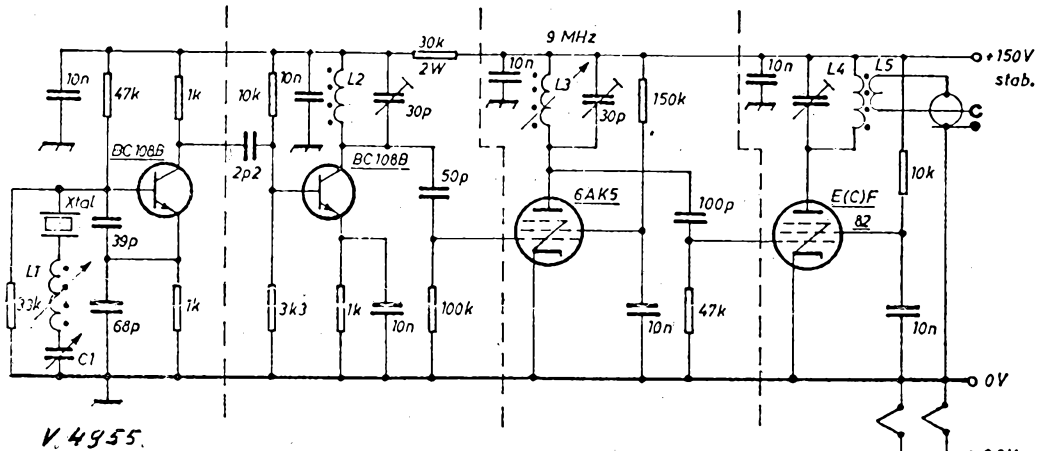 9 MHz
30k
2W
+150V
stab.
10n
47k
1k
10k
10n
L2
30p
10n
L3
30p
150k
10n
L4
L5
BC108B
2p2
BC108B
50p
6AK5
100p
E(C)F
82
10k
Xtal
39p
L1
33k
68p
1k
C1
3k3
1k
10n
100k
10n
47k
10n
0V
V. 4955.